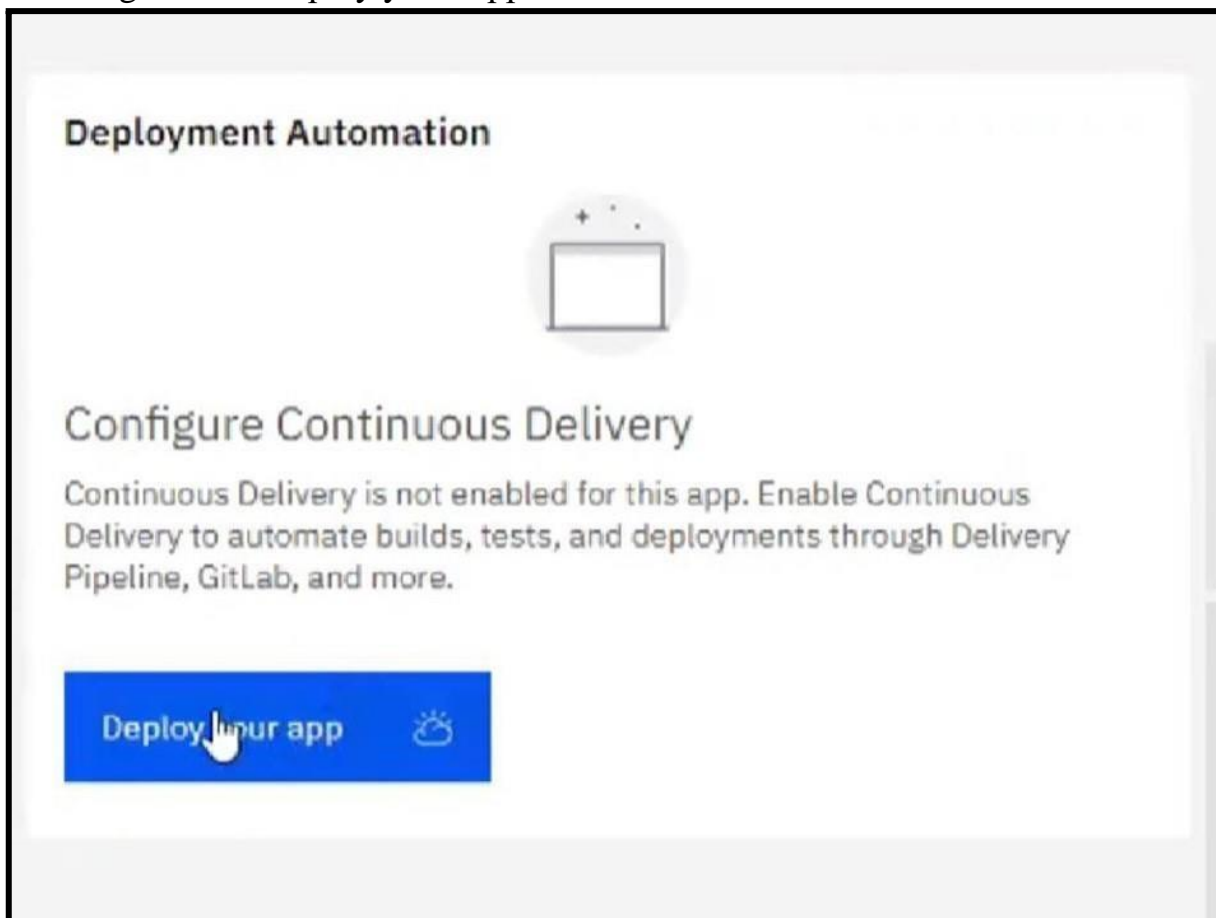 Deployment Automation
Configure Continuous Delivery
Continuous Delivery is not enabled for this app. Enable Continuous
Delivery to automate builds, tests, and deployments through Delivery
Pipeline, GitLab, and more.
Deploy your app